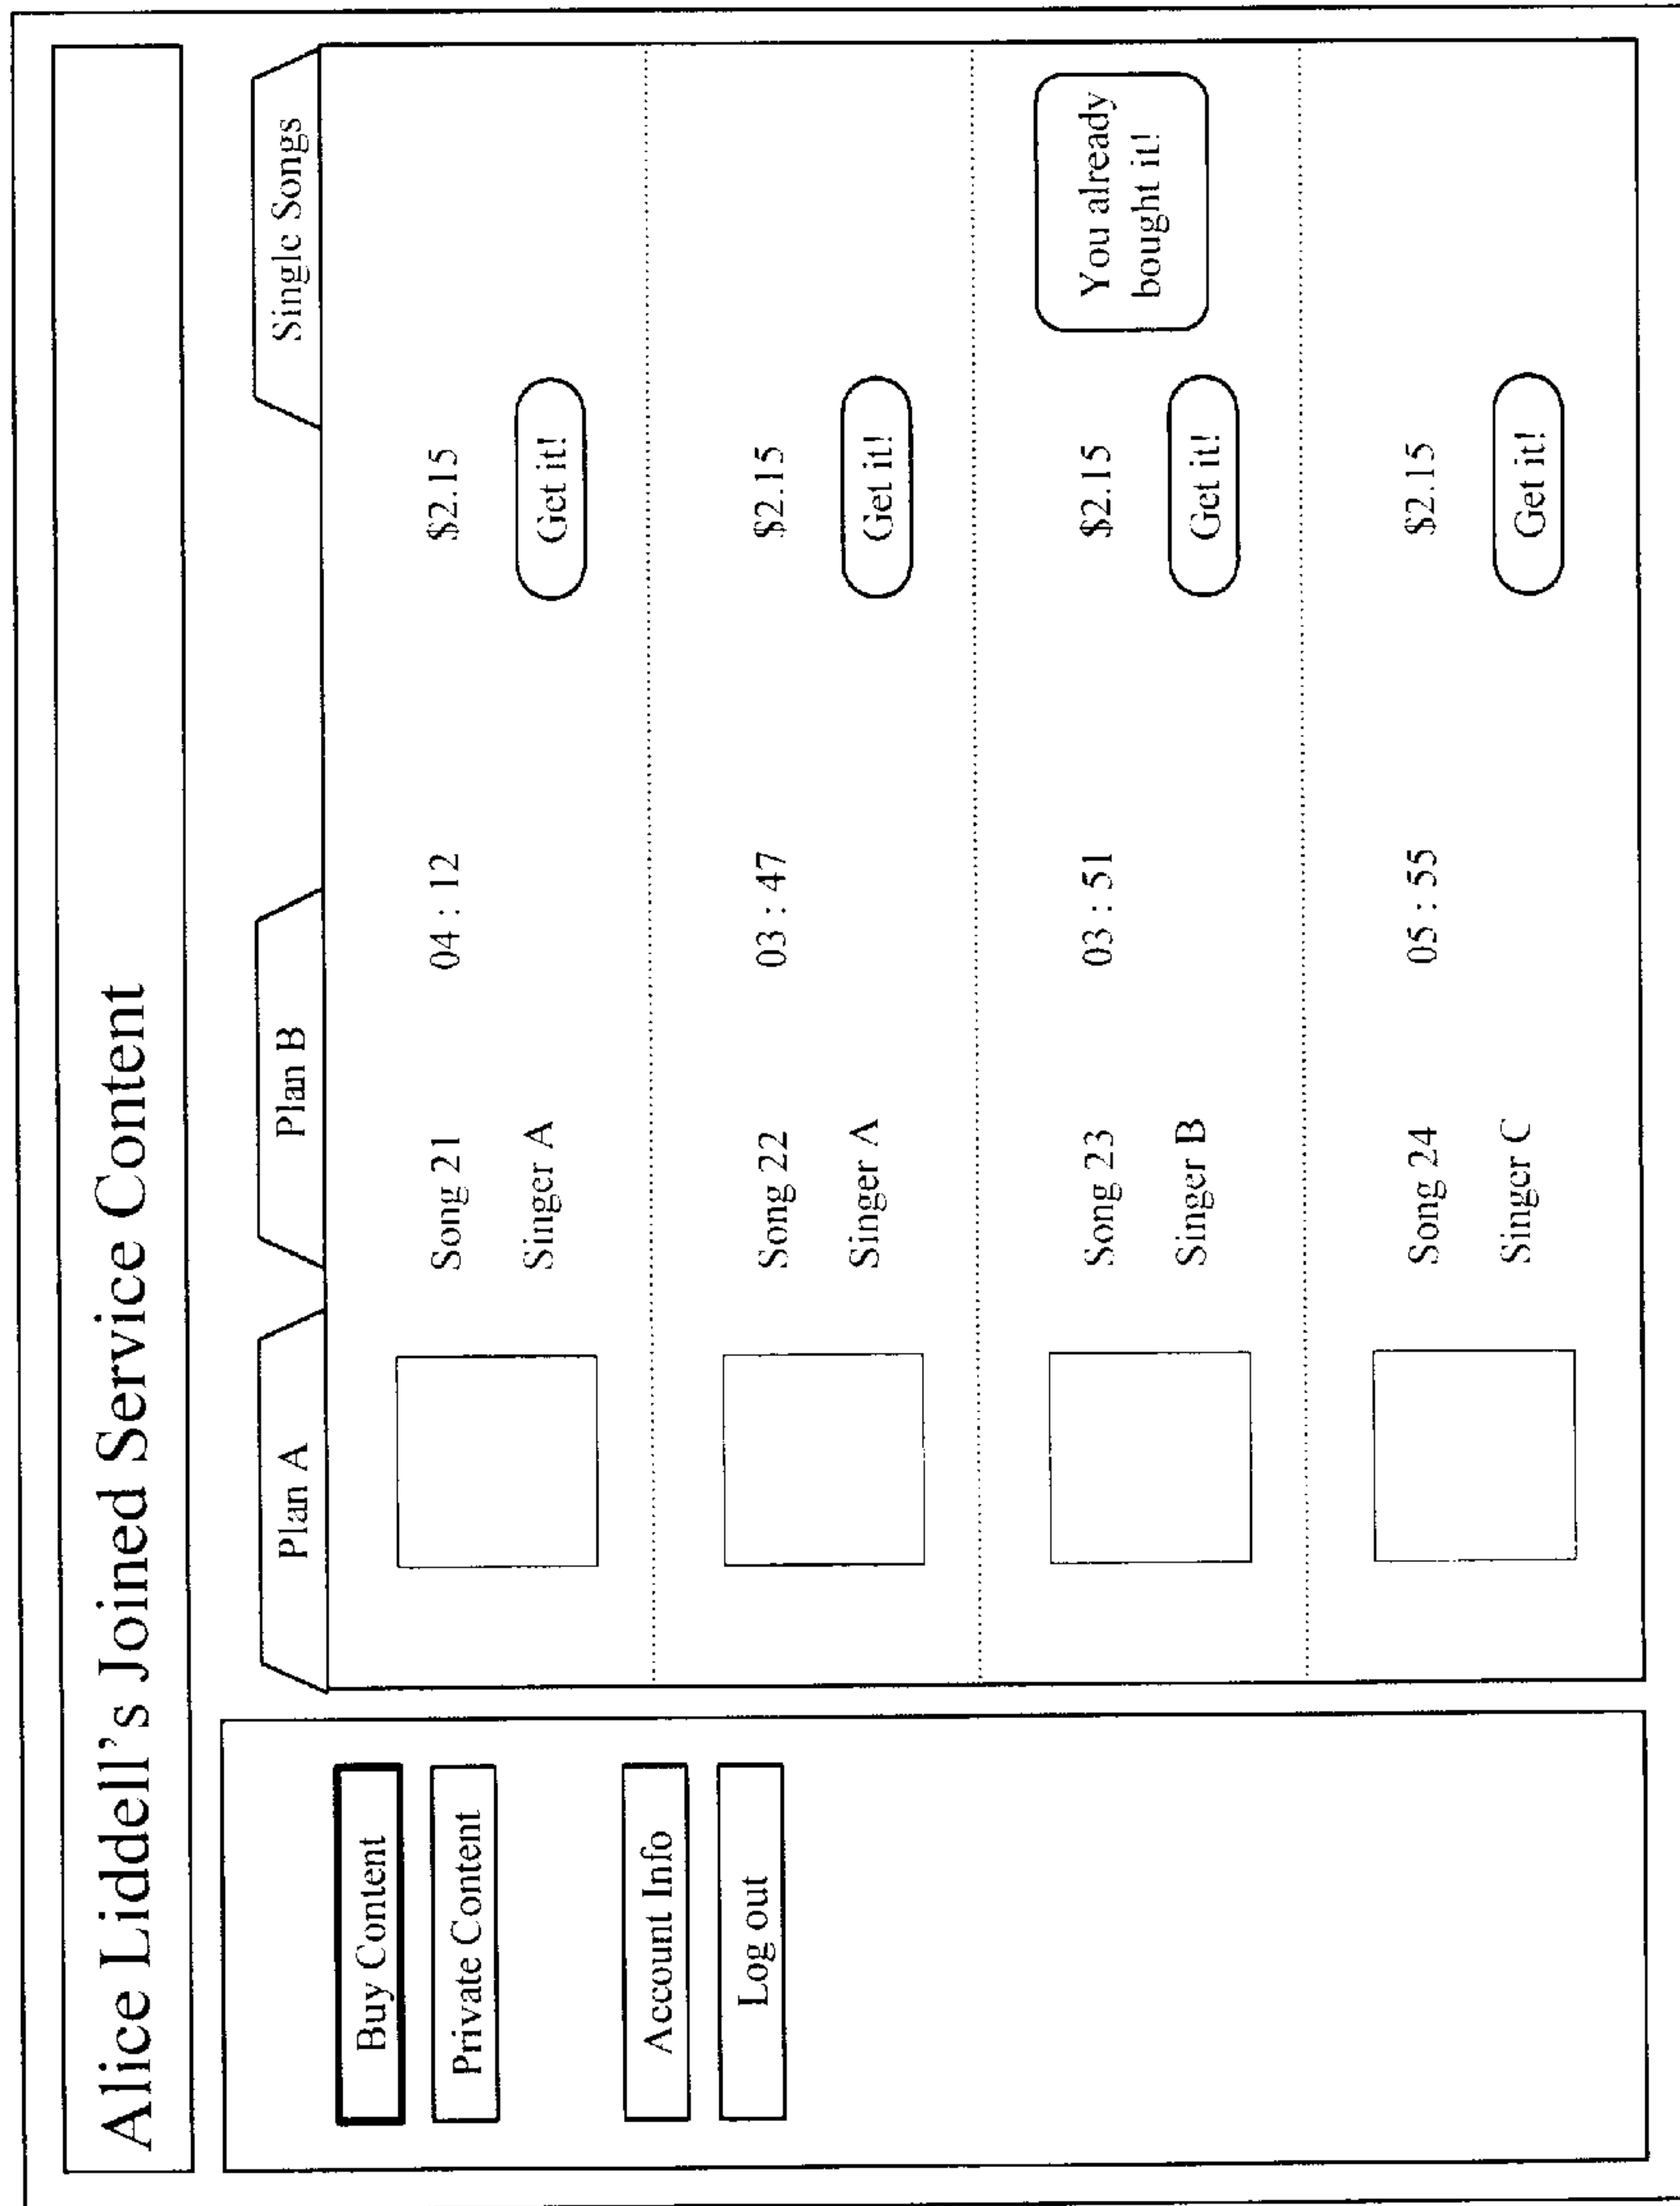 Alice Liddell's Joined Service Content
Buy Content
Private Content
Account Info
Log out
Plan A
Plan B
Single Songs
Song 21
04 : 12
$2.15
Singer A
Get it!
Song 22
03 : 47
$2.15
Singer A
Get it!
Song 23
03 : 51
$2.15
You already
bought it!
Singer B
Get it!
Song 24
05 : 55
$2.15
Singer C
Get it!